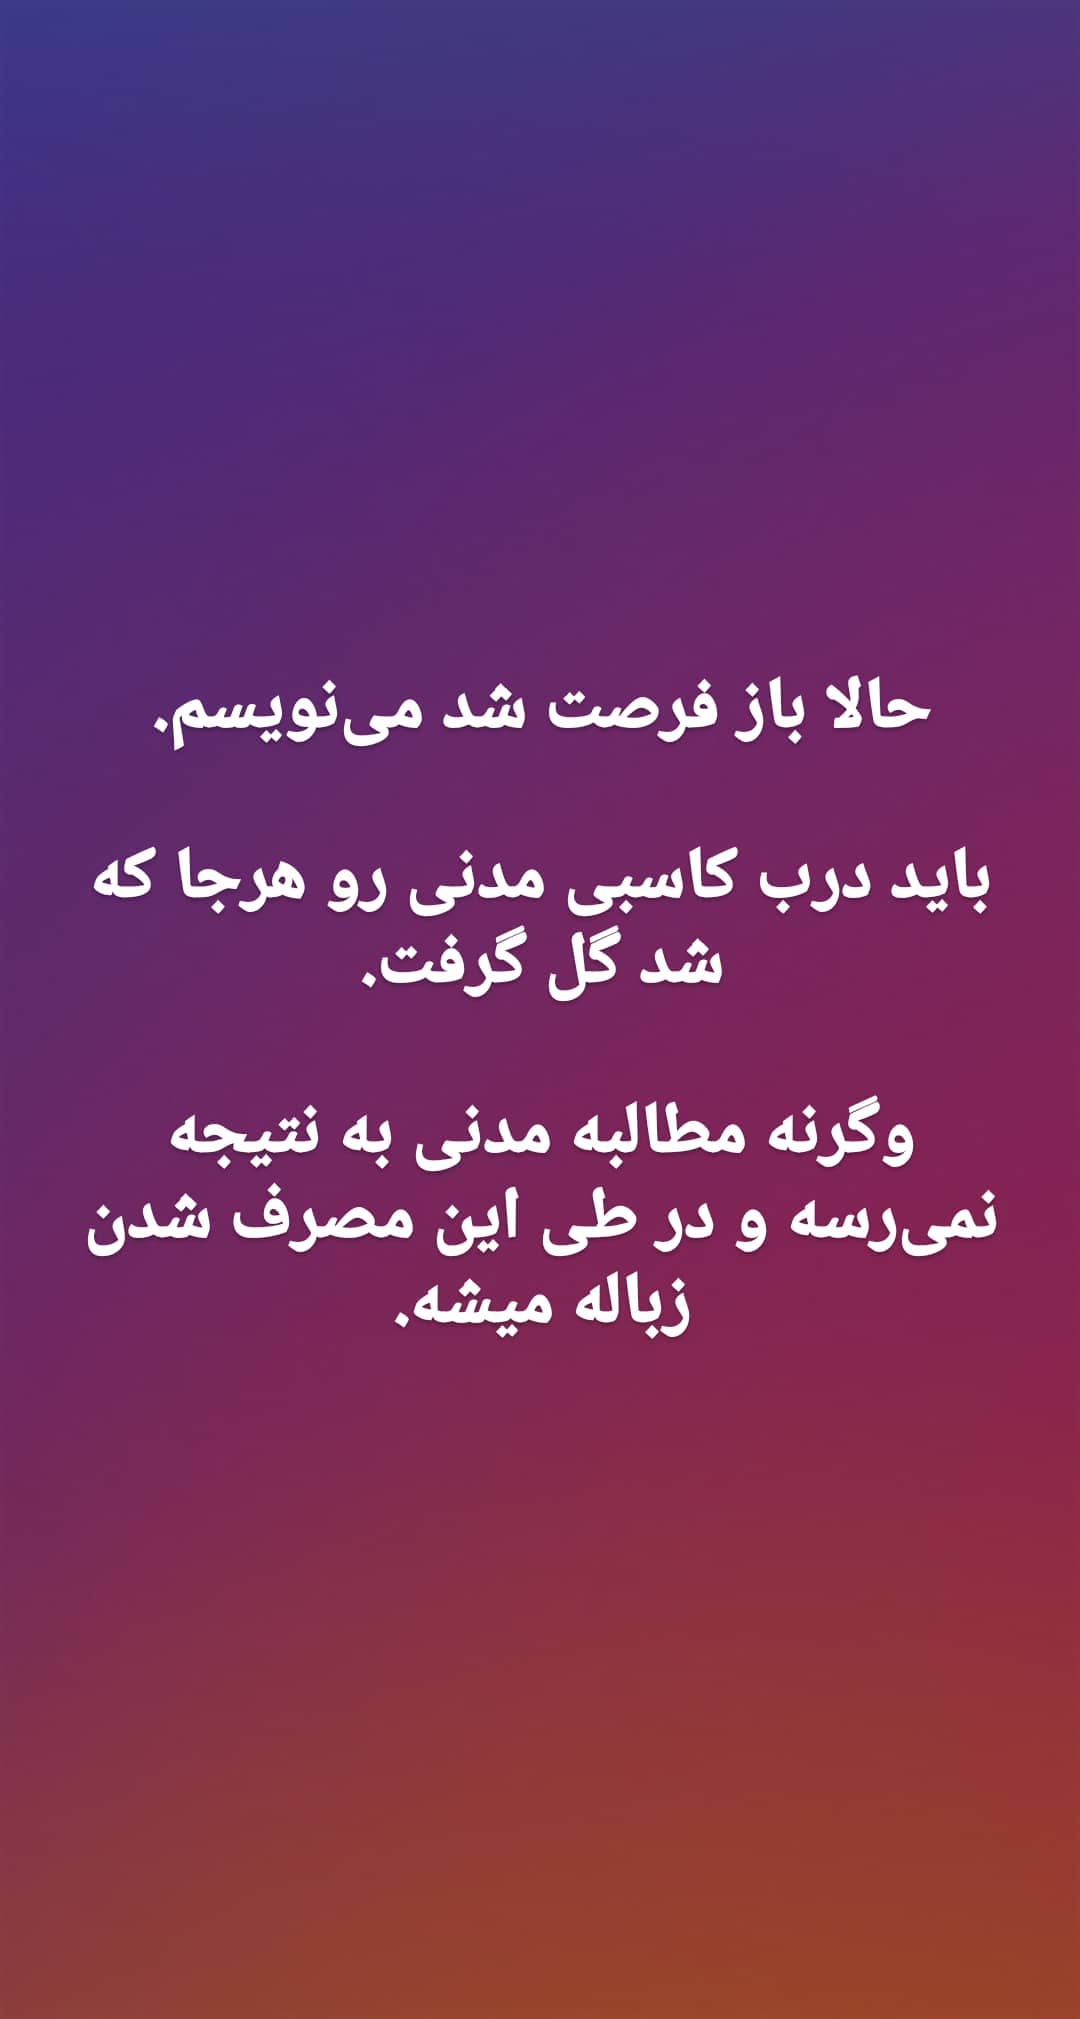 حالا باز فرصت شد می‌نویسم.
باید درب کاسبی مدنی رو هرجا که
شد گل گرفت.
وگرنه مطالبه مدنی به نتیجه
نمی‌رسه و در طی این مصرف شدن
زباله میشه.